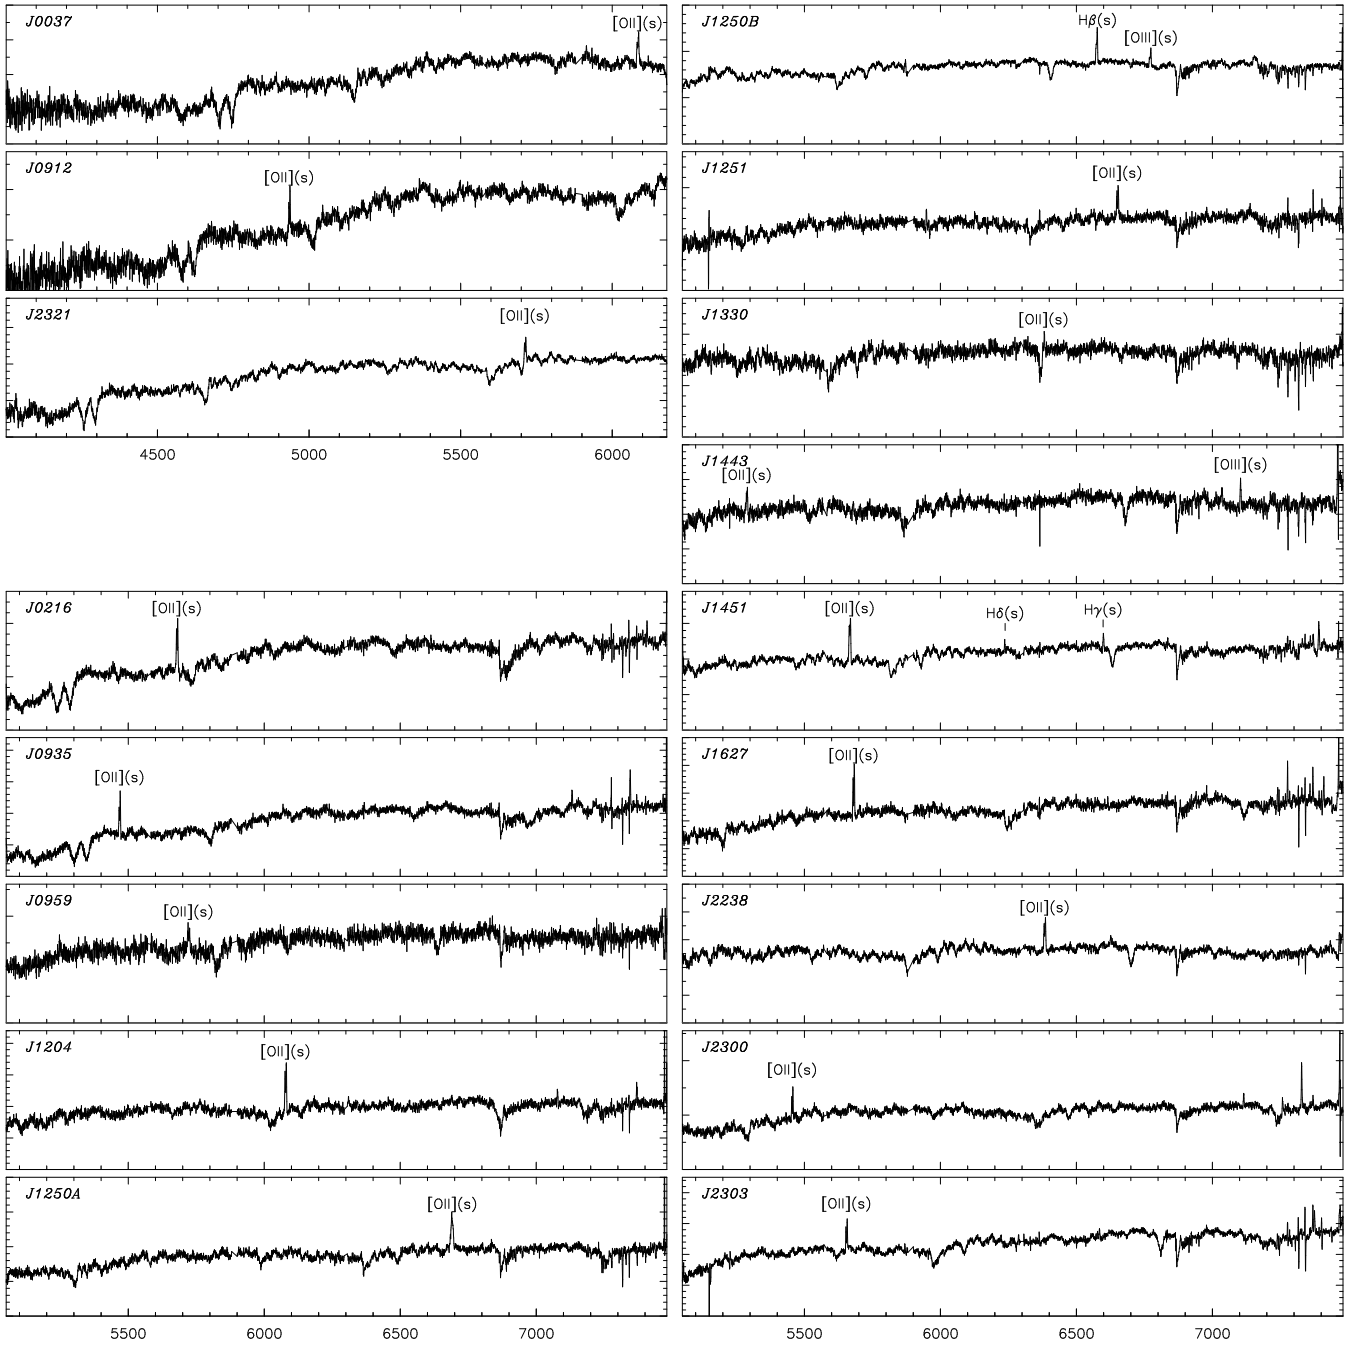 J0037
[OII](s)
J0912
[OII](s)
J2321
[OII](s)
4500 5000 5500 6000
J0216
[OII](s)
J0935
[OII](s)
J0959
[OII](s)
J1204
[OII](s)
J1250A
[OII](s)
5500 6000 6500 7000
J1250B
Hβ(s)
[OIII](s)
J1251
[OII](s)
J1330
[OII](s)
J1443
[OII](s)
[OIII](s)
J1451
[OII](s)
Hδ(s)
Hγ(s)
J1627
[OII](s)
J2238
[OII](s)
J2300
[OII](s)
J2303
[OII](s)
5500 6000 6500 7000